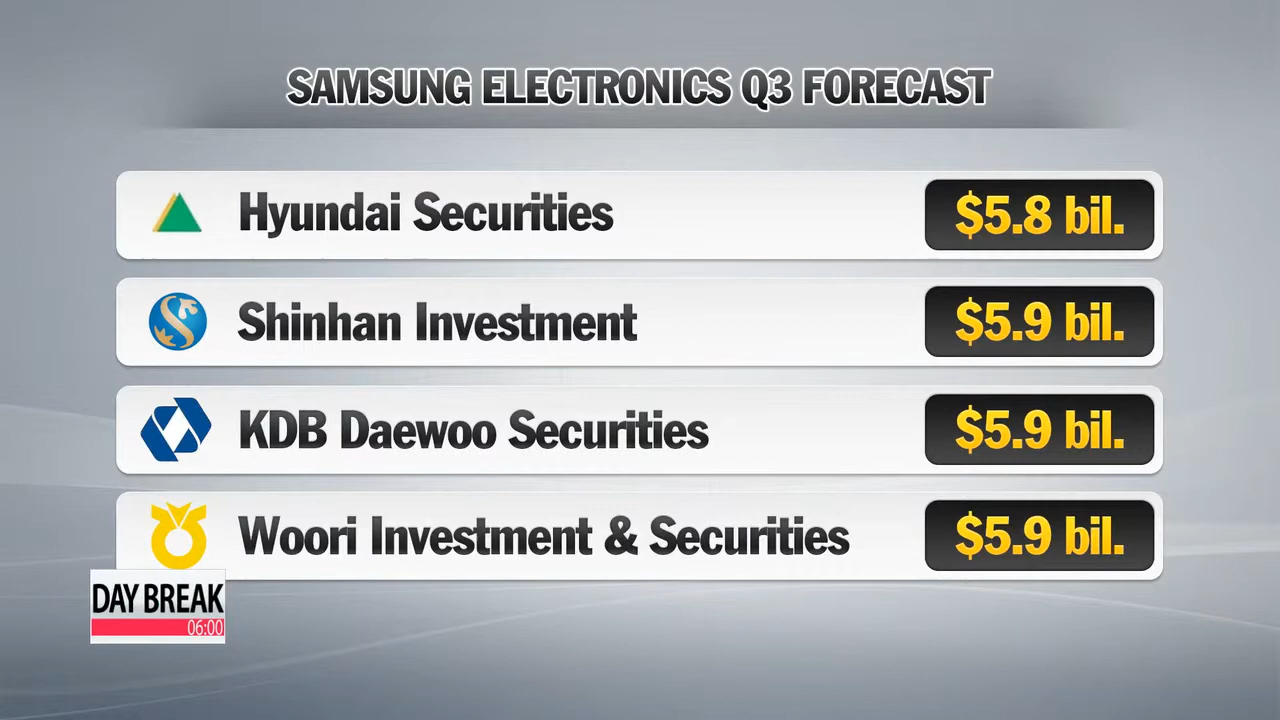 SAMSUNG ELECTRONICS Q3 FORECAST
Hyundai Securities $5.8 bil.
Shinhan Investment $5.9 bil.
KDB Daewoo Securities $5.9 bil.
Woori Investment & Securities $5.9 bil.
DAY BREAK
06:00